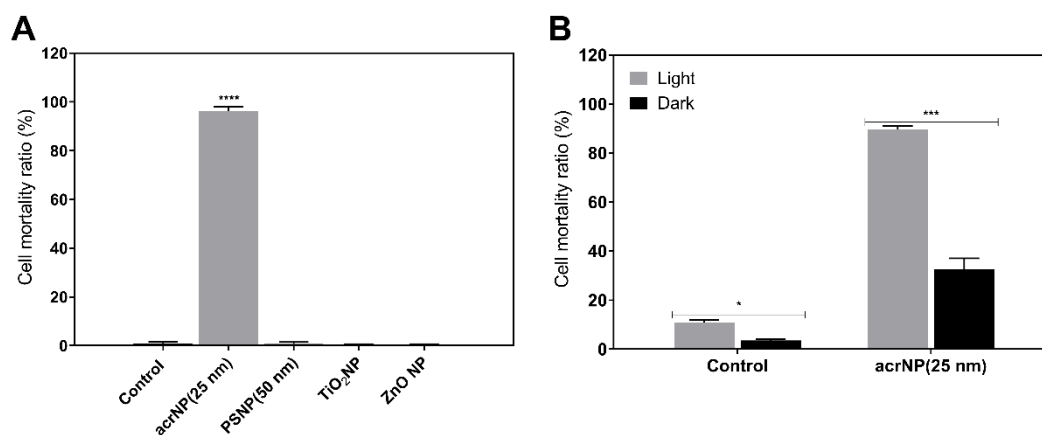 A
Cell mortality ratio (%)
120
100
80
60
40
20
0
****
Control
acrNP(25 nm)
PSNP(50 nm)
TiO₂NP
ZnO NP
B
Cell mortality ratio (%)
120
100
80
60
40
20
0
Light
Dark
*
***
Control
acrNP(25 nm)